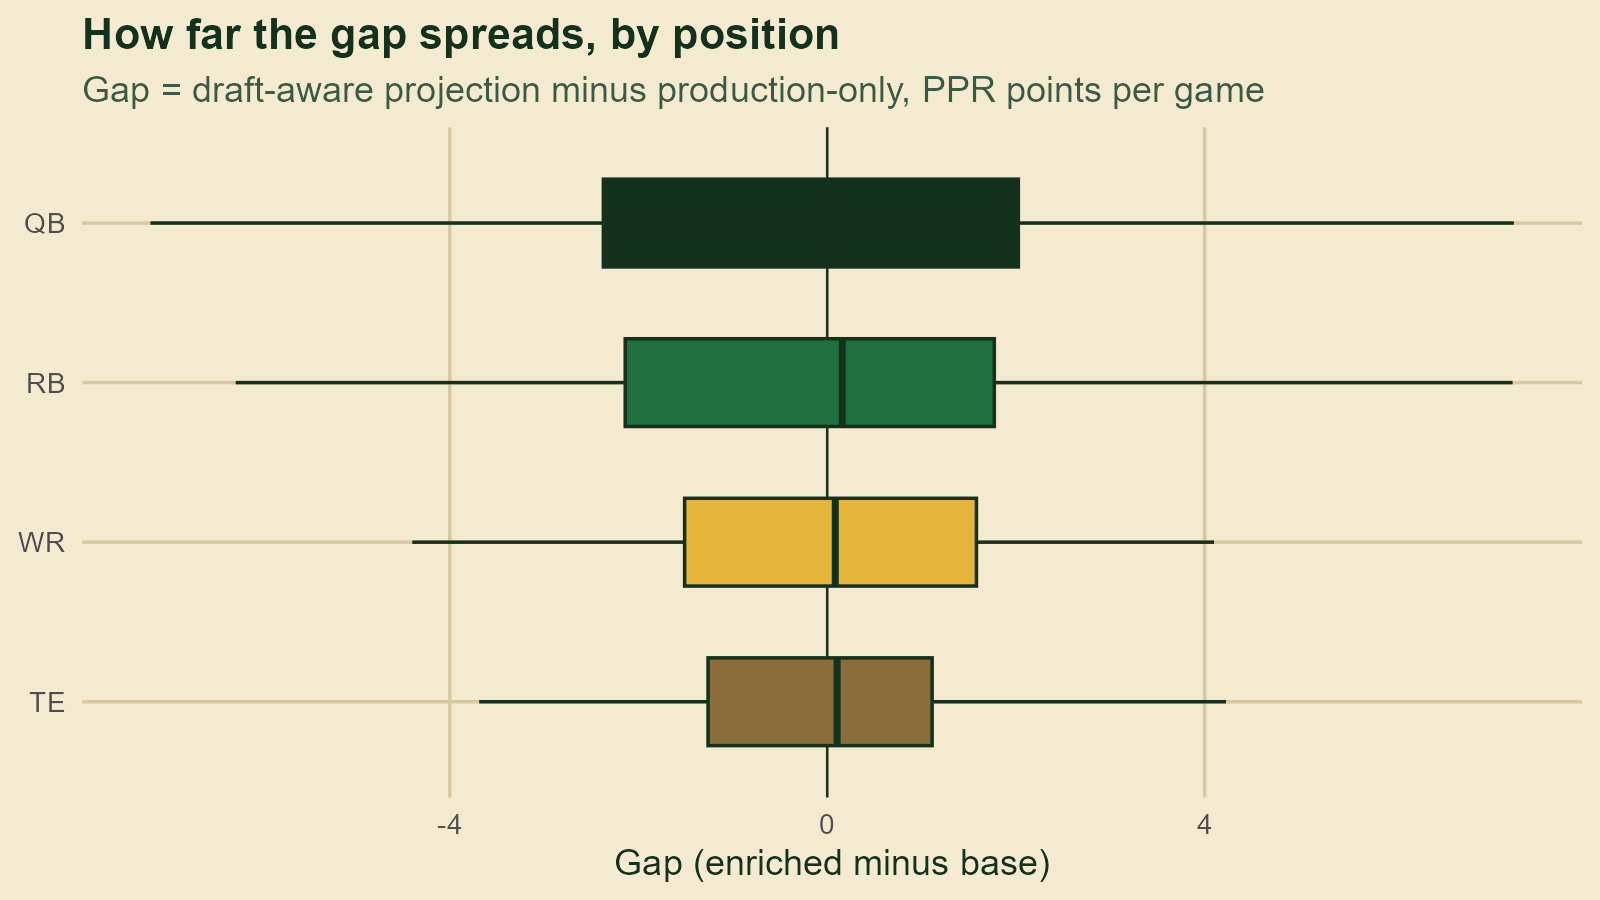 How far the gap spreads, by position
Gap = draft-aware projection minus production-only, PPR points per game
QB
RB
WR
TE
-4 0 4
Gap (enriched minus base)